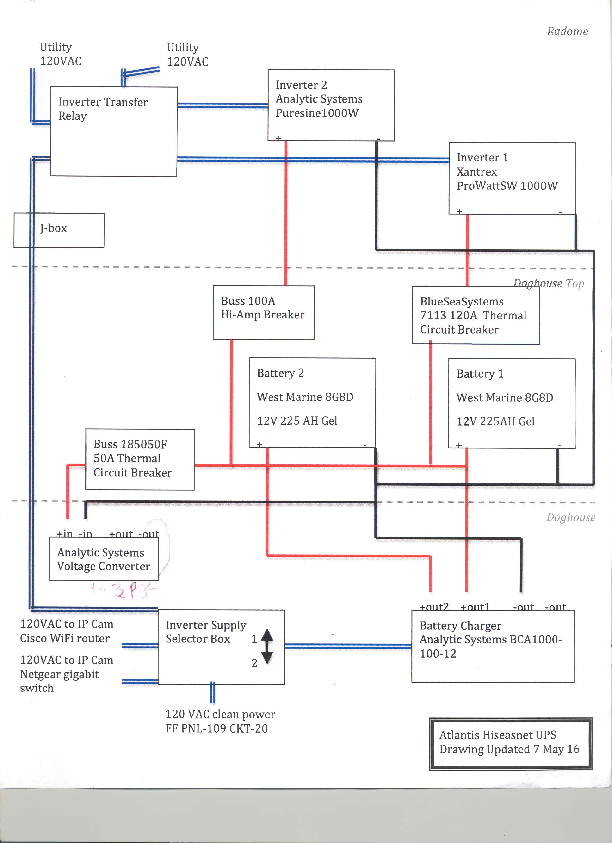 Radome
Utility
120VAC
Utility
120VAC
Inverter Transfer
Relay
Inverter 2
Analytic Systems
Puresine1000W
+ -
Inverter 1
Xantrex
ProWattSW 1000W
+ -
J-box
Doghouse Top
Buss 100A
Hi-Amp Breaker
BlueSeaSystems
7113 120A Thermal
Circuit Breaker
Battery 2
West Marine 8G8D
12V 225 AH Gel
+ -
Battery 1
West Marine 8G8D
12V 225AH Gel
+ -
Buss 185050F
50A Thermal
Circuit Breaker
Doghouse
+in -in +out -out
Analytic Systems
Voltage Converter
+out2 +out1 -out -out
Battery Charger
Analytic Systems BCA1000-
100-12
120VAC to IP Cam
Cisco WiFi router
120VAC to IP Cam
Netgear gigabit
switch
Inverter Supply
Selector Box 1
2
120 VAC clean power
FF PNL-109 CKT-20
Atlantis Hiseasnet UPS
Drawing Updated 7 May 16